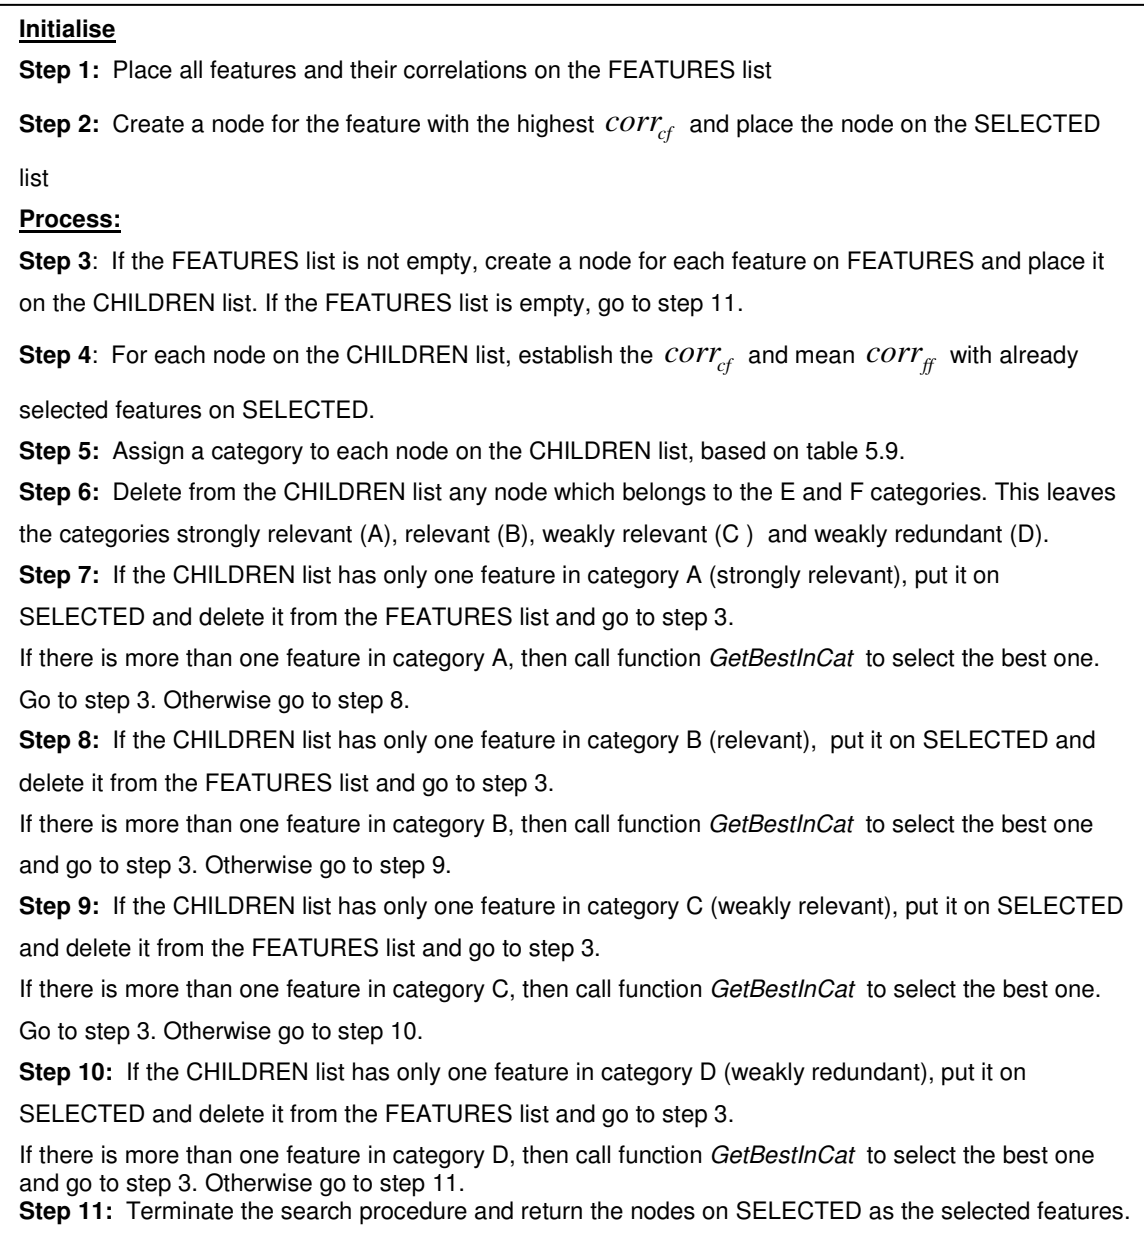 Initialise
Step 1: Place all features and their correlations on the FEATURES list
Step 2: Create a node for the feature with the highest corr_cf and place the node on the SELECTED
list
Process:
Step 3: If the FEATURES list is not empty, create a node for each feature on FEATURES and place it
on the CHILDREN list. If the FEATURES list is empty, go to step 11.
Step 4: For each node on the CHILDREN list, establish the corr_cf and mean corr_ff with already
selected features on SELECTED.
Step 5: Assign a category to each node on the CHILDREN list, based on table 5.9.
Step 6: Delete from the CHILDREN list any node which belongs to the E and F categories. This leaves
the categories strongly relevant (A), relevant (B), weakly relevant (C ) and weakly redundant (D).
Step 7: If the CHILDREN list has only one feature in category A (strongly relevant), put it on
SELECTED and delete it from the FEATURES list and go to step 3.
If there is more than one feature in category A, then call function GetBestInCat to select the best one.
Go to step 3. Otherwise go to step 8.
Step 8: If the CHILDREN list has only one feature in category B (relevant), put it on SELECTED and
delete it from the FEATURES list and go to step 3.
If there is more than one feature in category B, then call function GetBestInCat to select the best one
and go to step 3. Otherwise go to step 9.
Step 9: If the CHILDREN list has only one feature in category C (weakly relevant), put it on SELECTED
and delete it from the FEATURES list and go to step 3.
If there is more than one feature in category C, then call function GetBestInCat to select the best one.
Go to step 3. Otherwise go to step 10.
Step 10: If the CHILDREN list has only one feature in category D (weakly redundant), put it on
SELECTED and delete it from the FEATURES list and go to step 3.
If there is more than one feature in category D, then call function GetBestInCat to select the best one
and go to step 3. Otherwise go to step 11.
Step 11: Terminate the search procedure and return the nodes on SELECTED as the selected features.